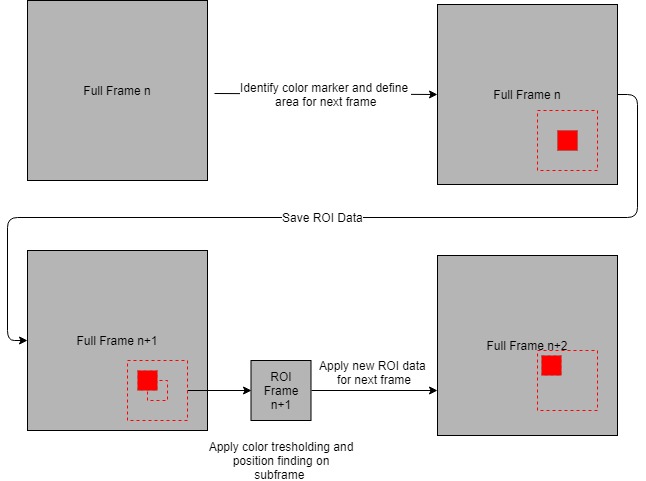 Full Frame n
Identify color marker and define
area for next frame
Full Frame n
Save ROI Data
Full Frame n+1
ROI
Frame
n+1
Apply new ROI data
for next frame
Full Frame n+2
Apply color tresholding and
position finding on
subframe